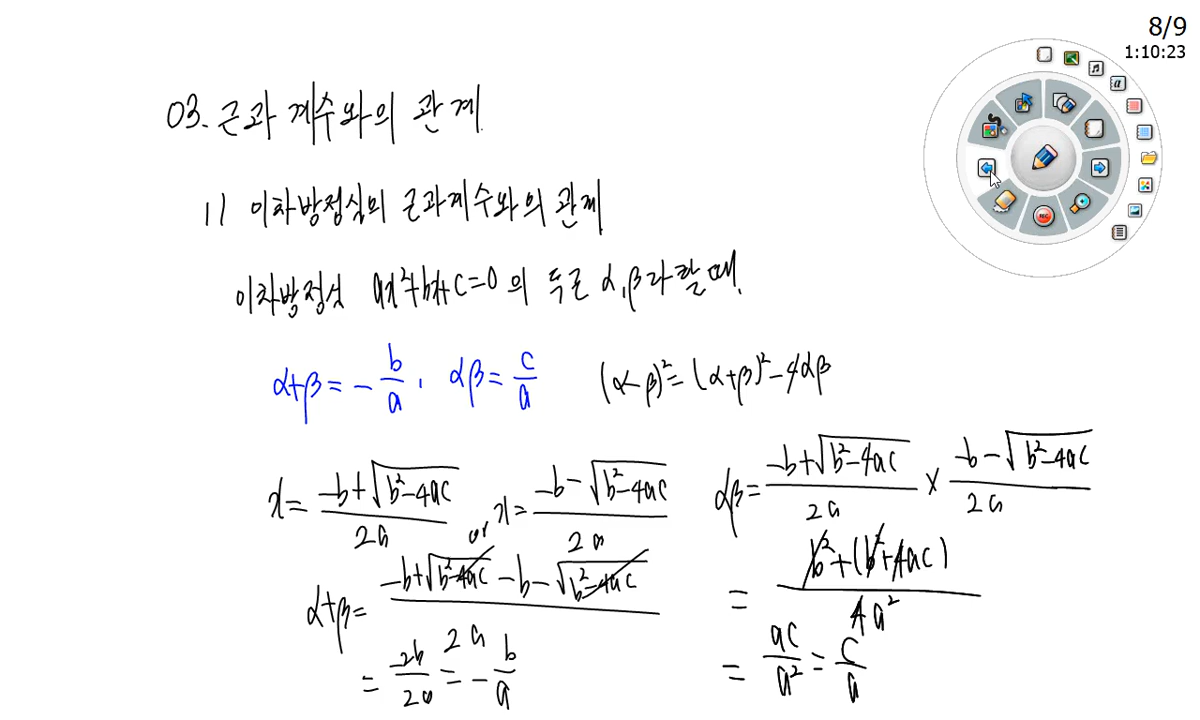 8/9
1:10:23
03. 근과 계수와의 관계.
1) 이차방정식의 근과계수와의 관계
이차방정식 ax²+bx+c=0 의 두근 α,β라 할 때.
α+β = -b/a , αβ = c/a (α-β)² = (α+β)² - 4αβ
x = (-b+√(b²-4ac))/2a or x = (-b-√(b²-4ac))/2a
α+β = (-b+√(b²-4ac) -b-√(b²-4ac))/2a
= -2b/2a = -b/a
αβ = (-b+√(b²-4ac))/2a × (-b-√(b²-4ac))/2a
= (b²+(b²+4ac))/4a²
= ac/a² = c/a
REC